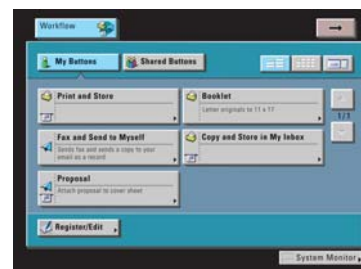 Workflow
My Buttons
Shared Buttons
Print and Store
Booklet
Letter originals to 11 x 17
1/1
Fax and Send to Myself
Sends fax and sends a copy to your
email as a record
Copy and Store in My Inbox
Proposal
Attach proposal to cover sheet
Register/Edit
System Monitor